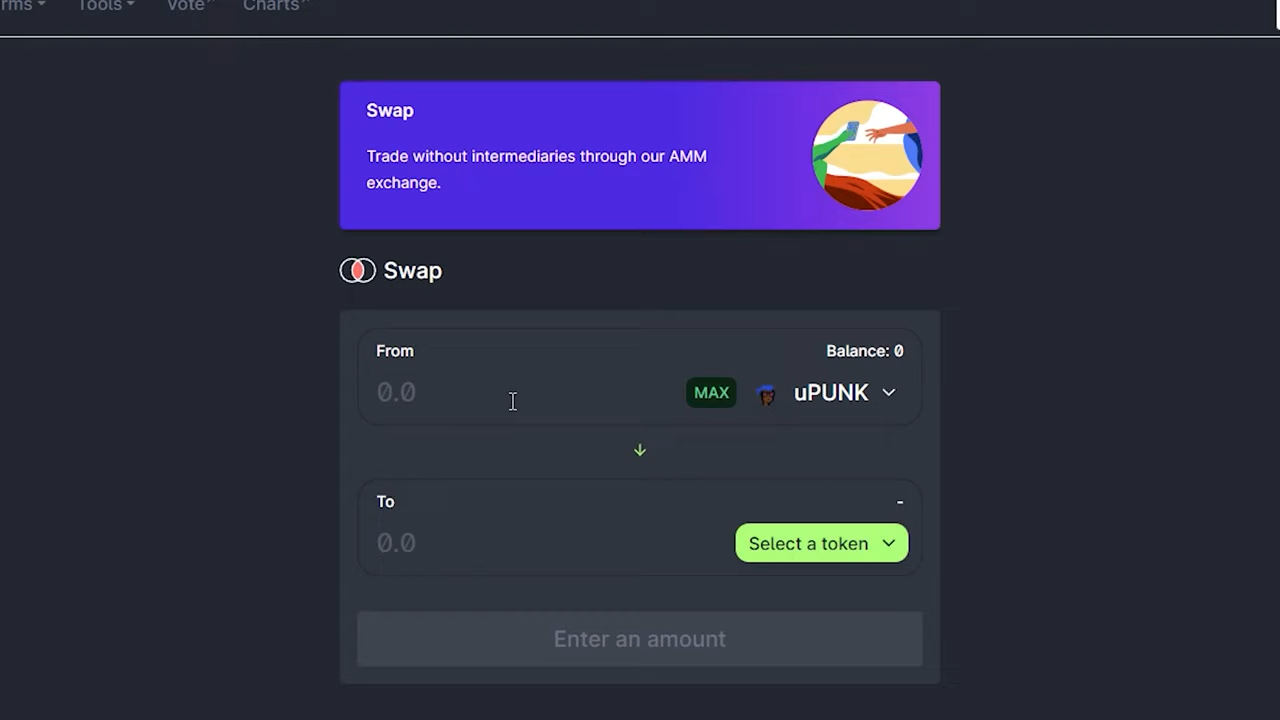 Tools
Vote
Charts
Swap
Trade without intermediaries through our AMM
exchange.
Swap
From
Balance: 0
0.0
MAX
uPUNK
To
-
0.0
Select a token
Enter an amount